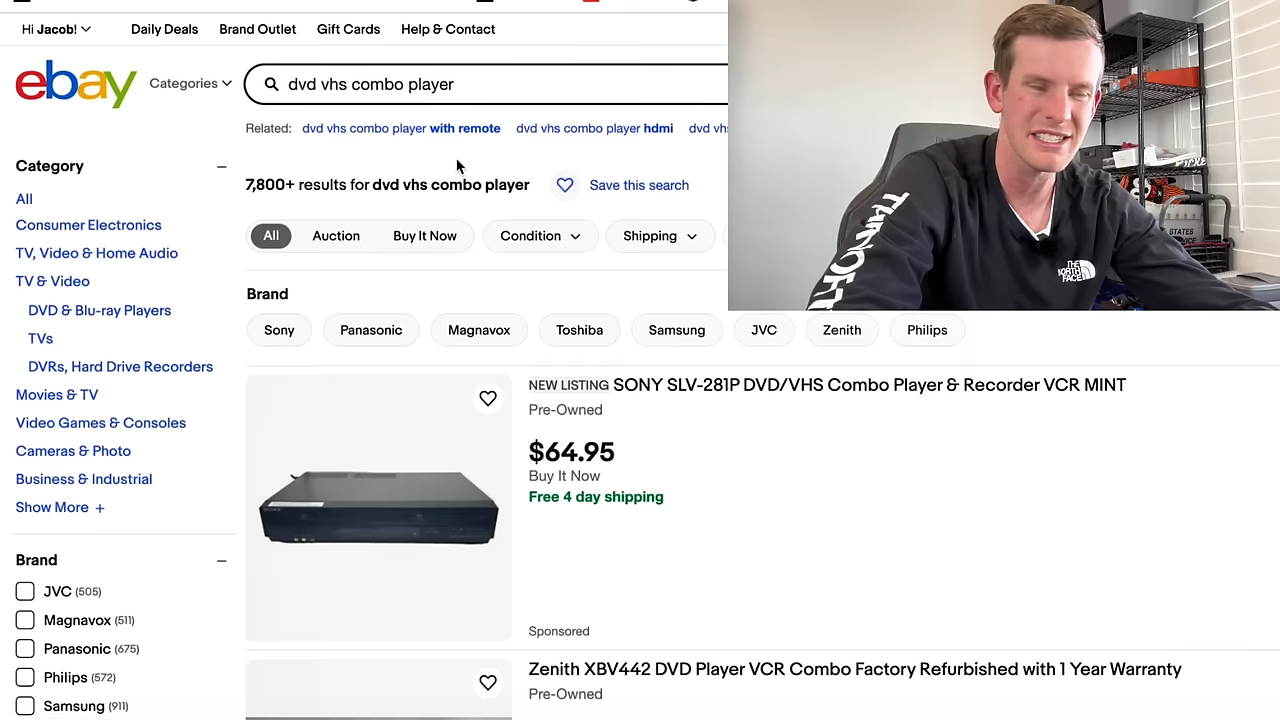 Hi Jacob!
Daily Deals
Brand Outlet
Gift Cards
Help & Contact
ebay
Categories
dvd vhs combo player
Related: dvd vhs combo player with remote dvd vhs combo player hdmi dvd vhs
Category
All
Consumer Electronics
TV, Video & Home Audio
TV & Video
DVD & Blu-ray Players
TVs
DVRs, Hard Drive Recorders
Movies & TV
Video Games & Consoles
Cameras & Photo
Business & Industrial
Show More +
Brand
JVC (505)
Magnavox (511)
Panasonic (675)
Philips (572)
Samsung (911)
7,800+ results for dvd vhs combo player
Save this search
All
Auction
Buy It Now
Condition
Shipping
Brand
Sony
Panasonic
Magnavox
Toshiba
Samsung
JVC
Zenith
Philips
NEW LISTING SONY SLV-281P DVD/VHS Combo Player & Recorder VCR MINT
Pre-Owned
$64.95
Buy It Now
Free 4 day shipping
Sponsored
Zenith XBV442 DVD Player VCR Combo Factory Refurbished with 1 Year Warranty
Pre-Owned
THE
NORTH
FACE
STATES